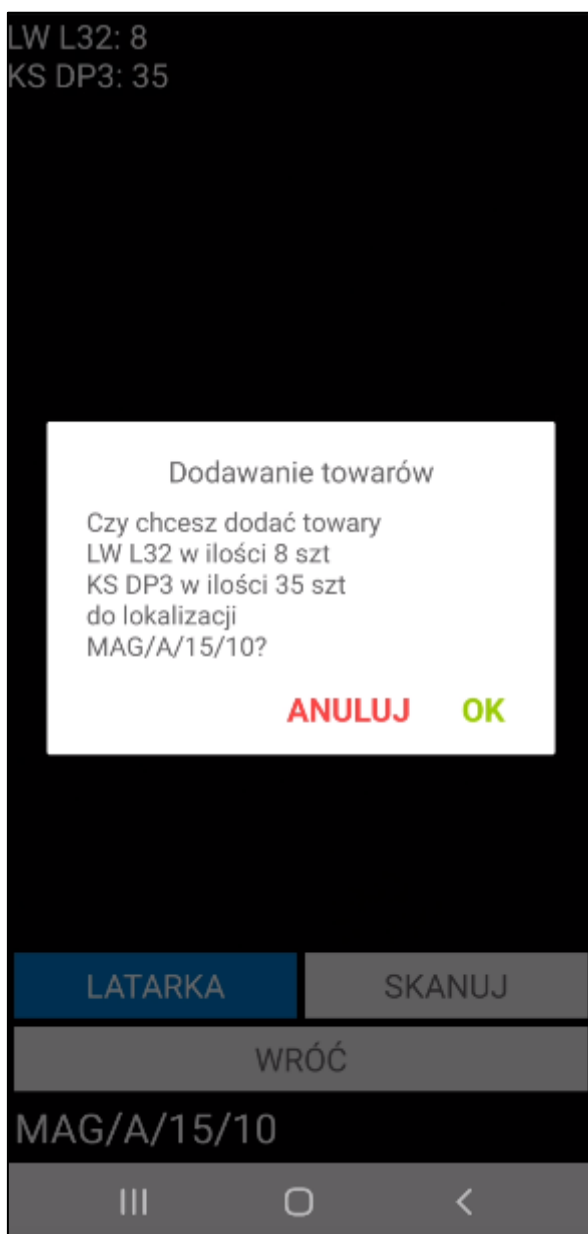 LW L32: 8
KS DP3: 35
Dodawanie towarów
Czy chcesz dodać towary
LW L32 w ilości 8 szt
KS DP3 w ilości 35 szt
do lokalizacji
MAG/A/15/10?
ANULUJ OK
LATARKA SKANUJ
WRÓĆ
MAG/A/15/10